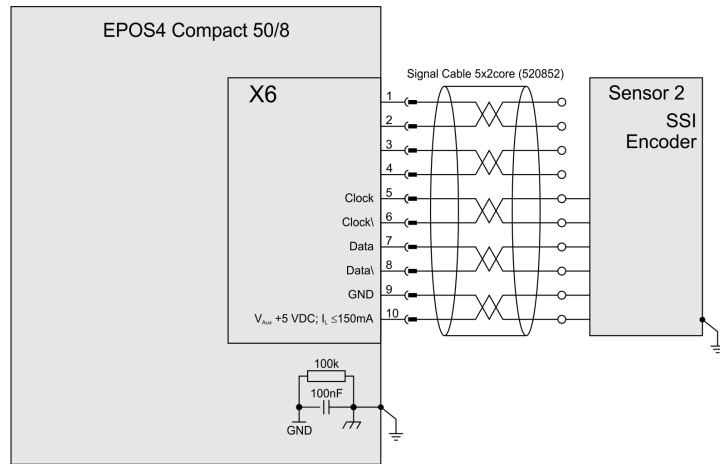 EPOS4 Compact 50/8
Signal Cable 5x2core (520852)
X6
Sensor 2
SSI
Encoder
1
2
3
4
Clock 5
Clock\ 6
Data 7
Data\ 8
GND 9
V_Aux +5 VDC; I_L ≤150mA 10
100k
100nF
GND